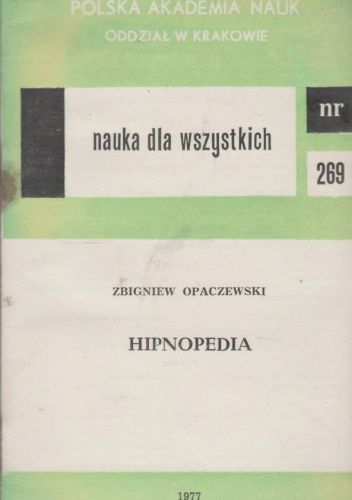 POLSKA AKADEMIA NAUK
ODDZIAŁ W KRAKOWIE
nr
nauka dla wszystkich
269
ZBIGNIEW OPACZEWSKI
HIPNOPEDIA
1977